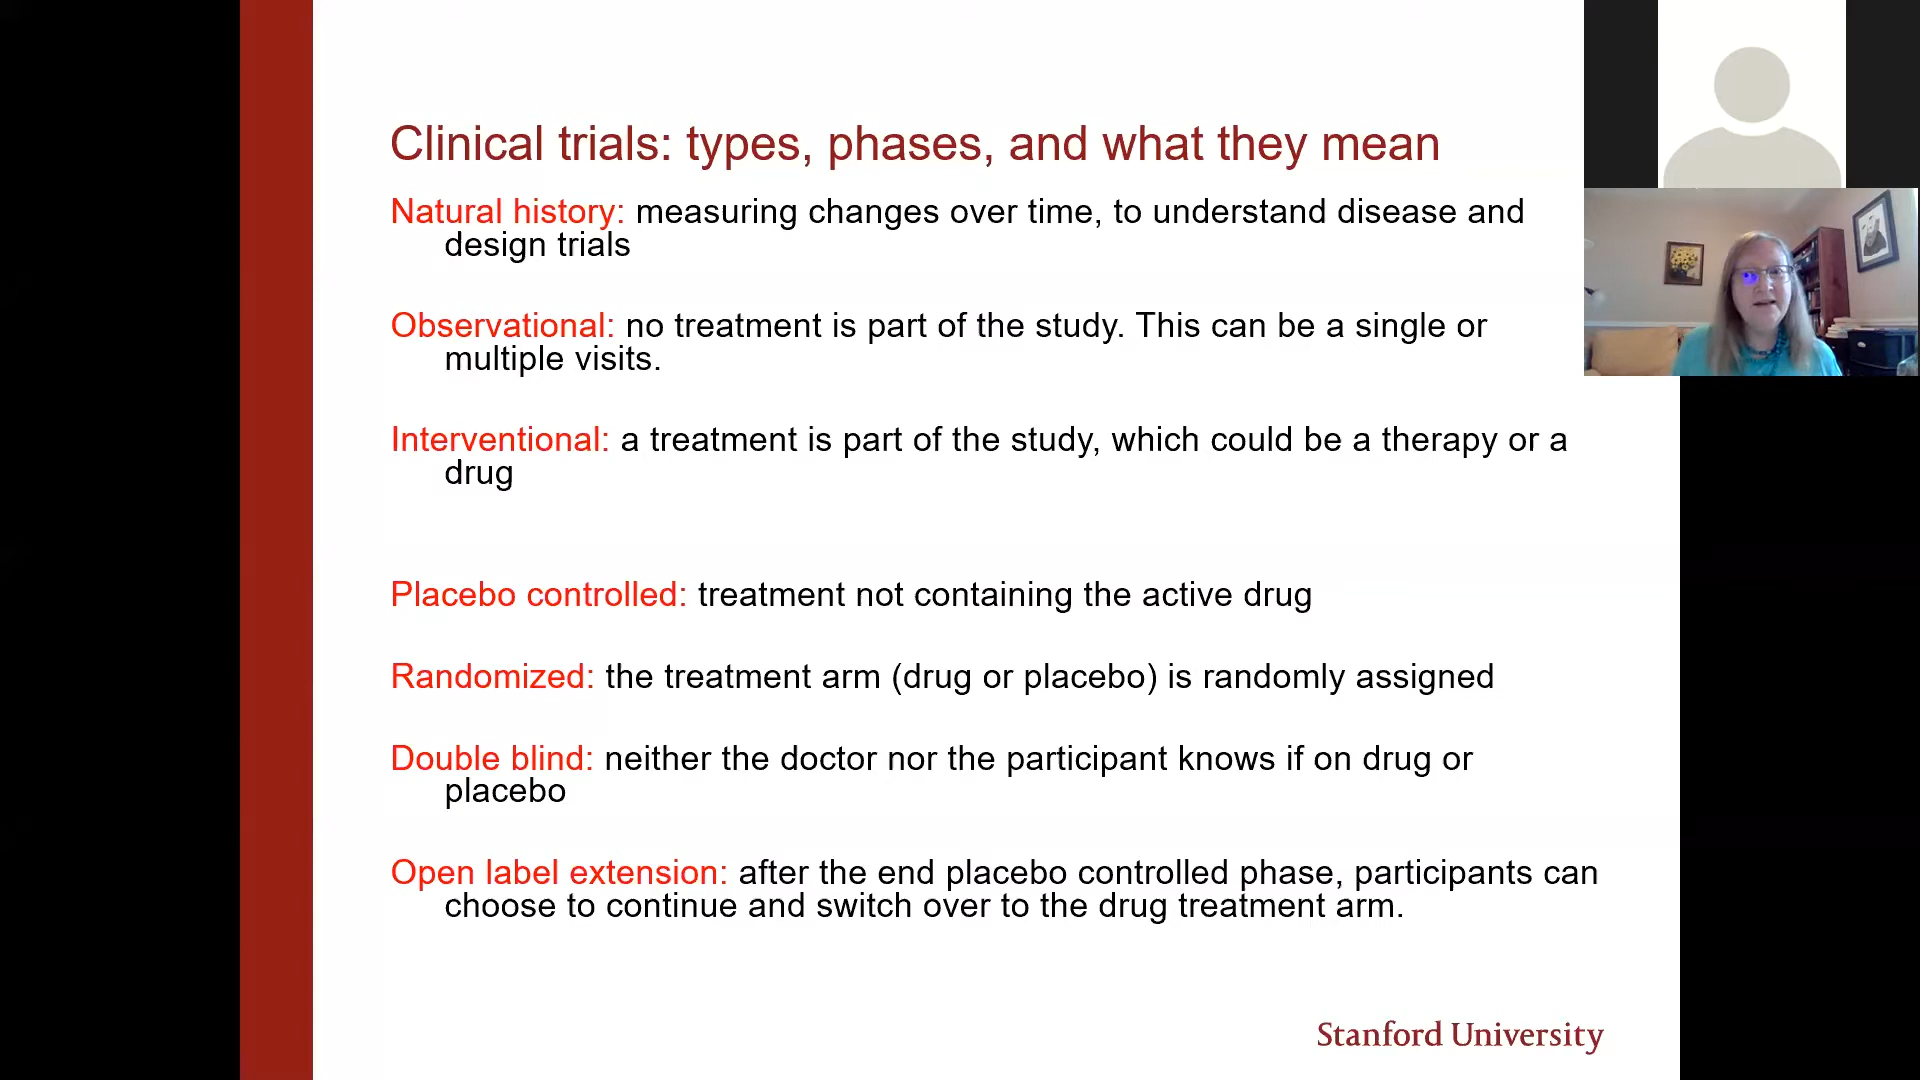 Clinical trials: types, phases, and what they mean
Natural history: measuring changes over time, to understand disease and
design trials
Observational: no treatment is part of the study. This can be a single or
multiple visits.
Interventional: a treatment is part of the study, which could be a therapy or a
drug
Placebo controlled: treatment not containing the active drug
Randomized: the treatment arm (drug or placebo) is randomly assigned
Double blind: neither the doctor nor the participant knows if on drug or
placebo
Open label extension: after the end placebo controlled phase, participants can
choose to continue and switch over to the drug treatment arm.
Stanford University